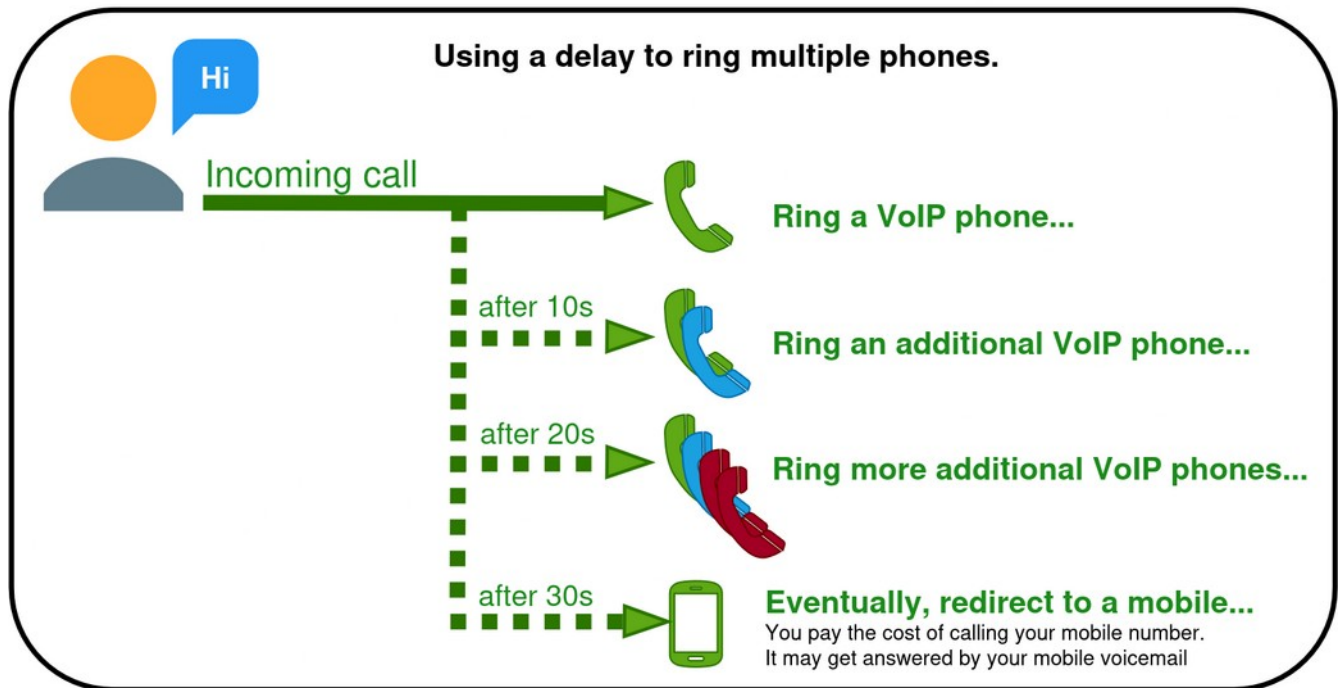 Using a delay to ring multiple phones.
Hi
Incoming call
Ring a VoIP phone...
after 10s
Ring an additional VoIP phone...
after 20s
Ring more additional VoIP phones...
after 30s
Eventually, redirect to a mobile...
You pay the cost of calling your mobile number.
It may get answered by your mobile voicemail